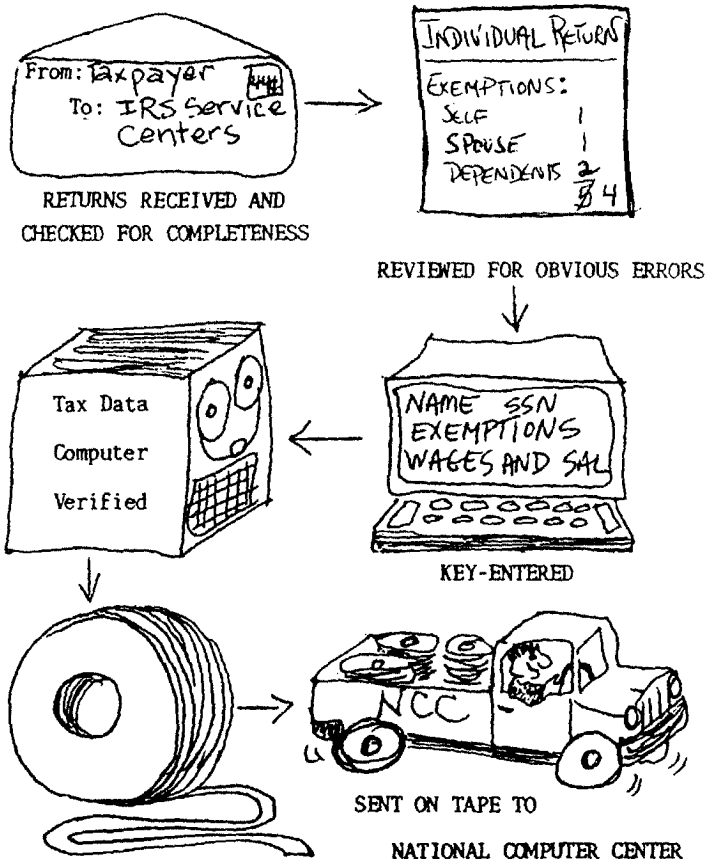 From: Taxpayer
To: IRS Service
Centers
RETURNS RECEIVED AND
CHECKED FOR COMPLETENESS
INDIVIDUAL RETURN
EXEMPTIONS:
SELF 1
SPOUSE 1
DEPENDENTS 2
4
REVIEWED FOR OBVIOUS ERRORS
NAME SSN
EXEMPTIONS
WAGES AND SAL
KEY-ENTERED
Tax Data
Computer
Verified
NCC
SENT ON TAPE TO
NATIONAL COMPUTER CENTER